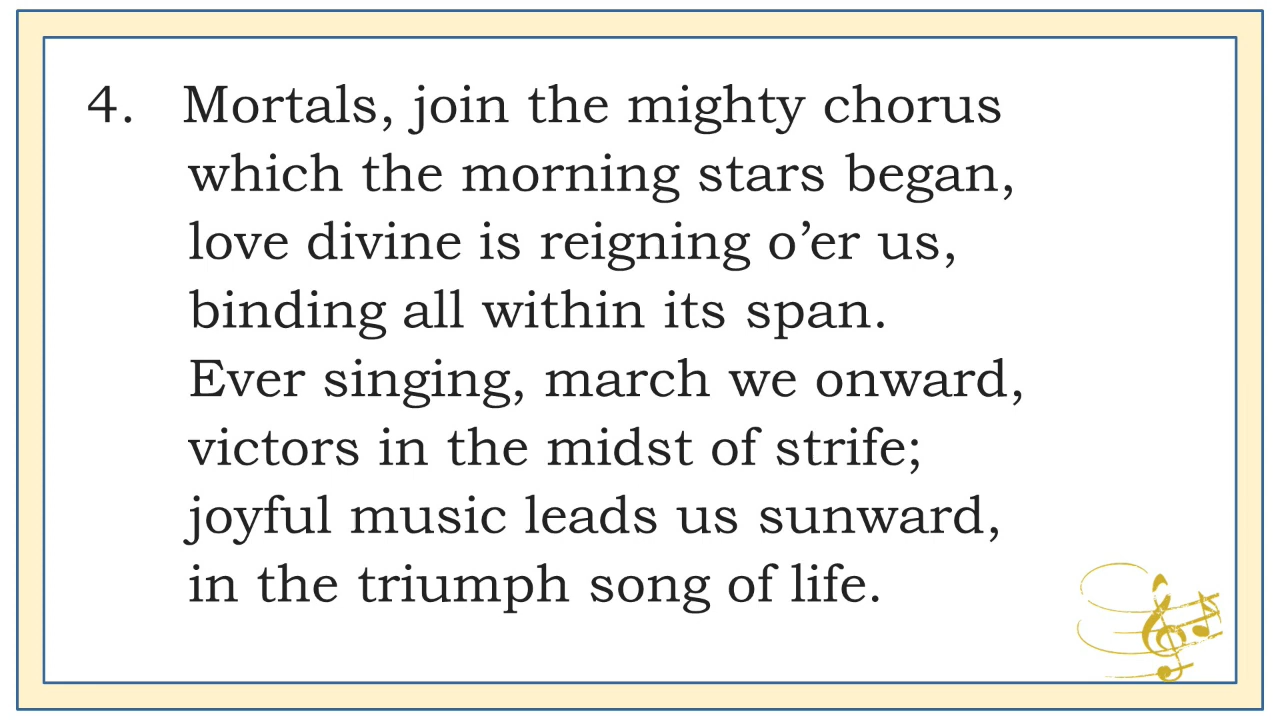 4. Mortals, join the mighty chorus
which the morning stars began,
love divine is reigning o’er us,
binding all within its span.
Ever singing, march we onward,
victors in the midst of strife;
joyful music leads us sunward,
in the triumph song of life.